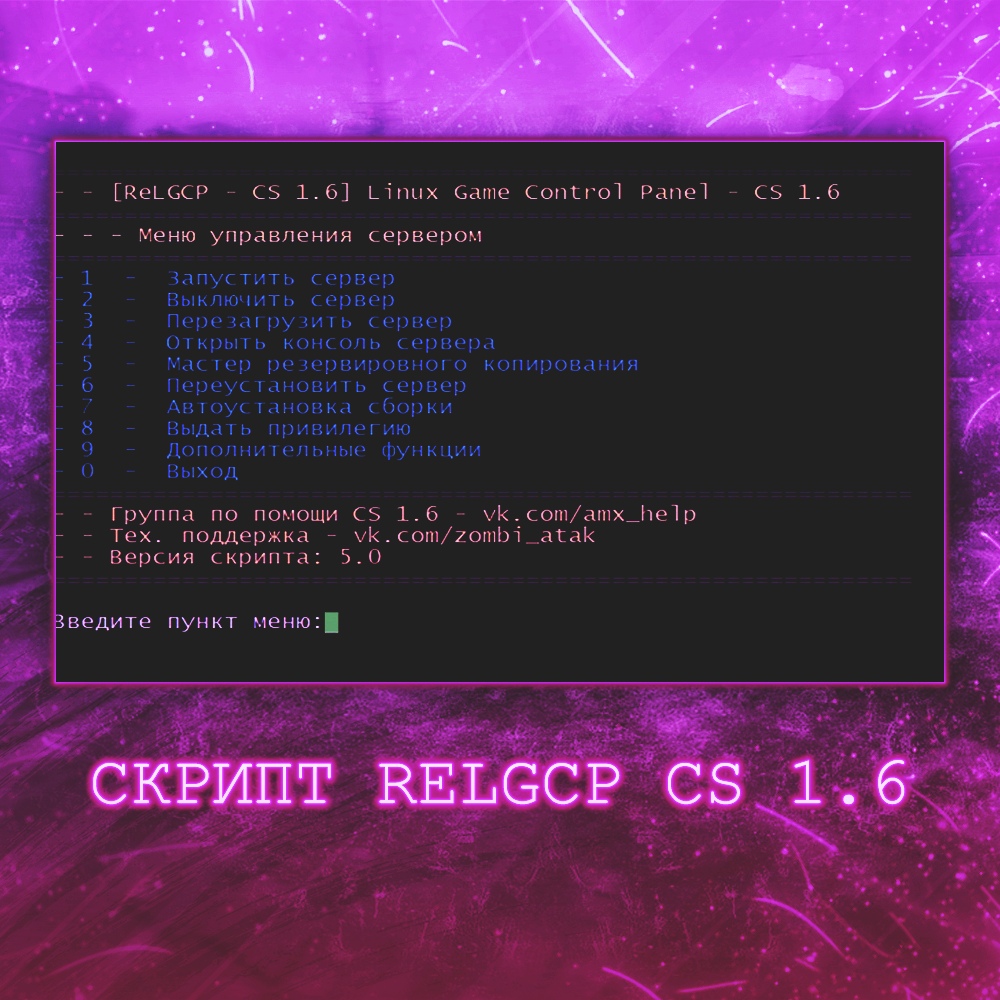 - - [ReLGCP - CS 1.6] Linux Game Control Panel - CS 1.6
- - - Меню управления сервером
- 1 - Запустить сервер
- 2 - Выключить сервер
- 3 - Перезагрузить сервер
- 4 - Открыть консоль сервера
- 5 - Мастер резервировного копирования
- 6 - Переустановить сервер
- 7 - Автоустановка сборки
- 8 - Выдать привилегию
- 9 - Дополнительные функции
- 0 - Выход
- - Группа по помощи CS 1.6 - vk.com/amx_help
- - Тех. поддержка - vk.com/zombi_atak
- - Версия скрипта: 5.0
Введите пункт меню:
СКРИПТ RELGCP CS 1.6